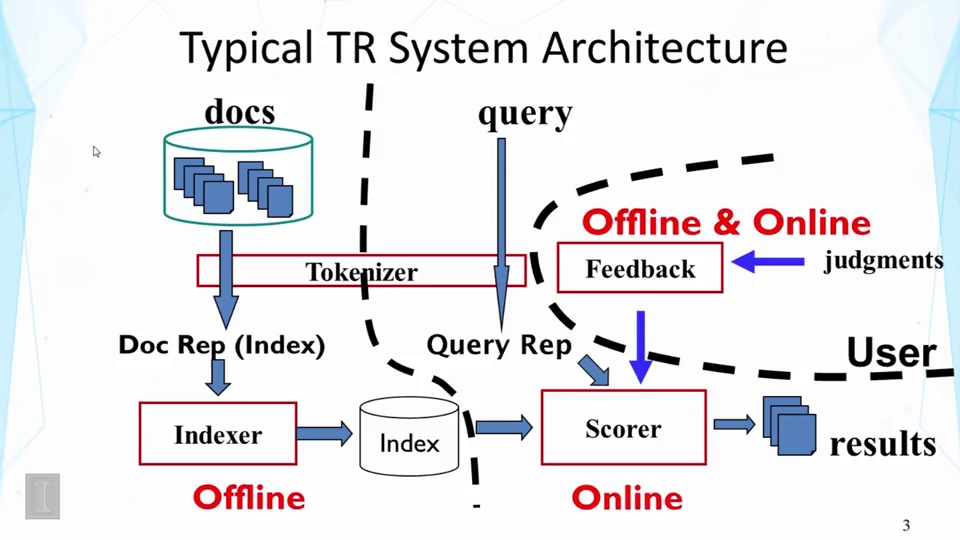 Typical TR System Architecture
docs
query
Offline & Online
Tokenizer
Feedback
judgments
Doc Rep (Index)
Query Rep
User
Indexer
Index
Scorer
results
Offline
Online
I
3